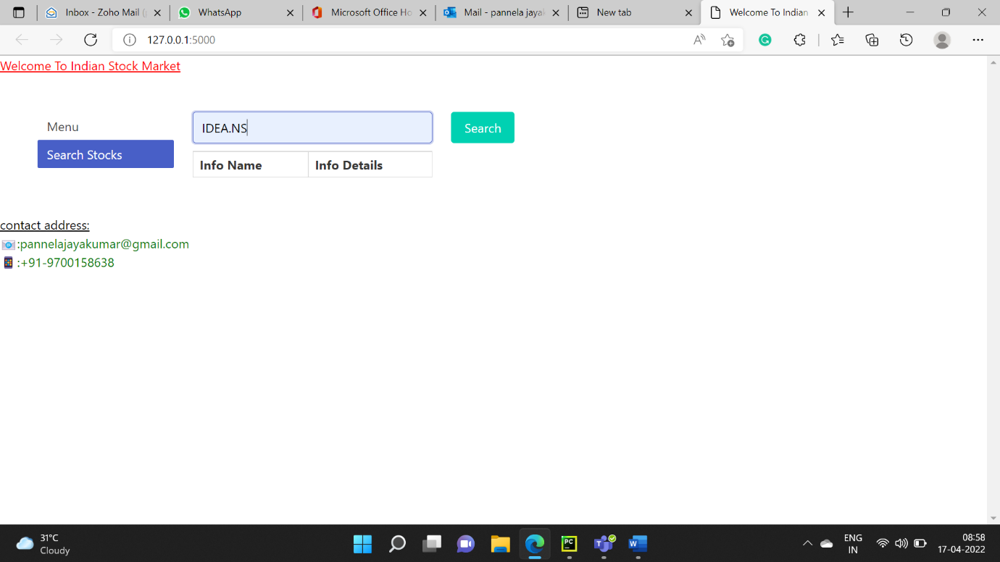 Inbox - Zoho Mail (
WhatsApp
Microsoft Office Ho
Mail - pannela jaya
New tab
Welcome To Indian
127.0.0.1:5000
Welcome To Indian Stock Market
Menu
IDEA.NS
Search
Search Stocks
Info Name
Info Details
contact address:
:pannelajayakumar@gmail.com
:+91-9700158638
31°C
Cloudy
ENG
IN
08:58
17-04-2022